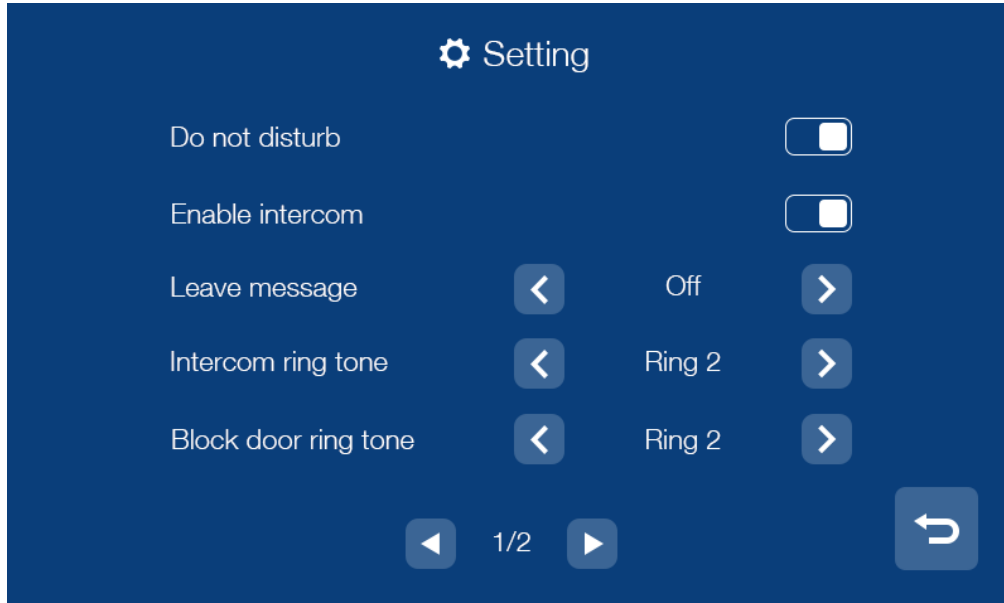 Setting
Do not disturb
Enable intercom
Leave message Off
Intercom ring tone Ring 2
Block door ring tone Ring 2
1/2